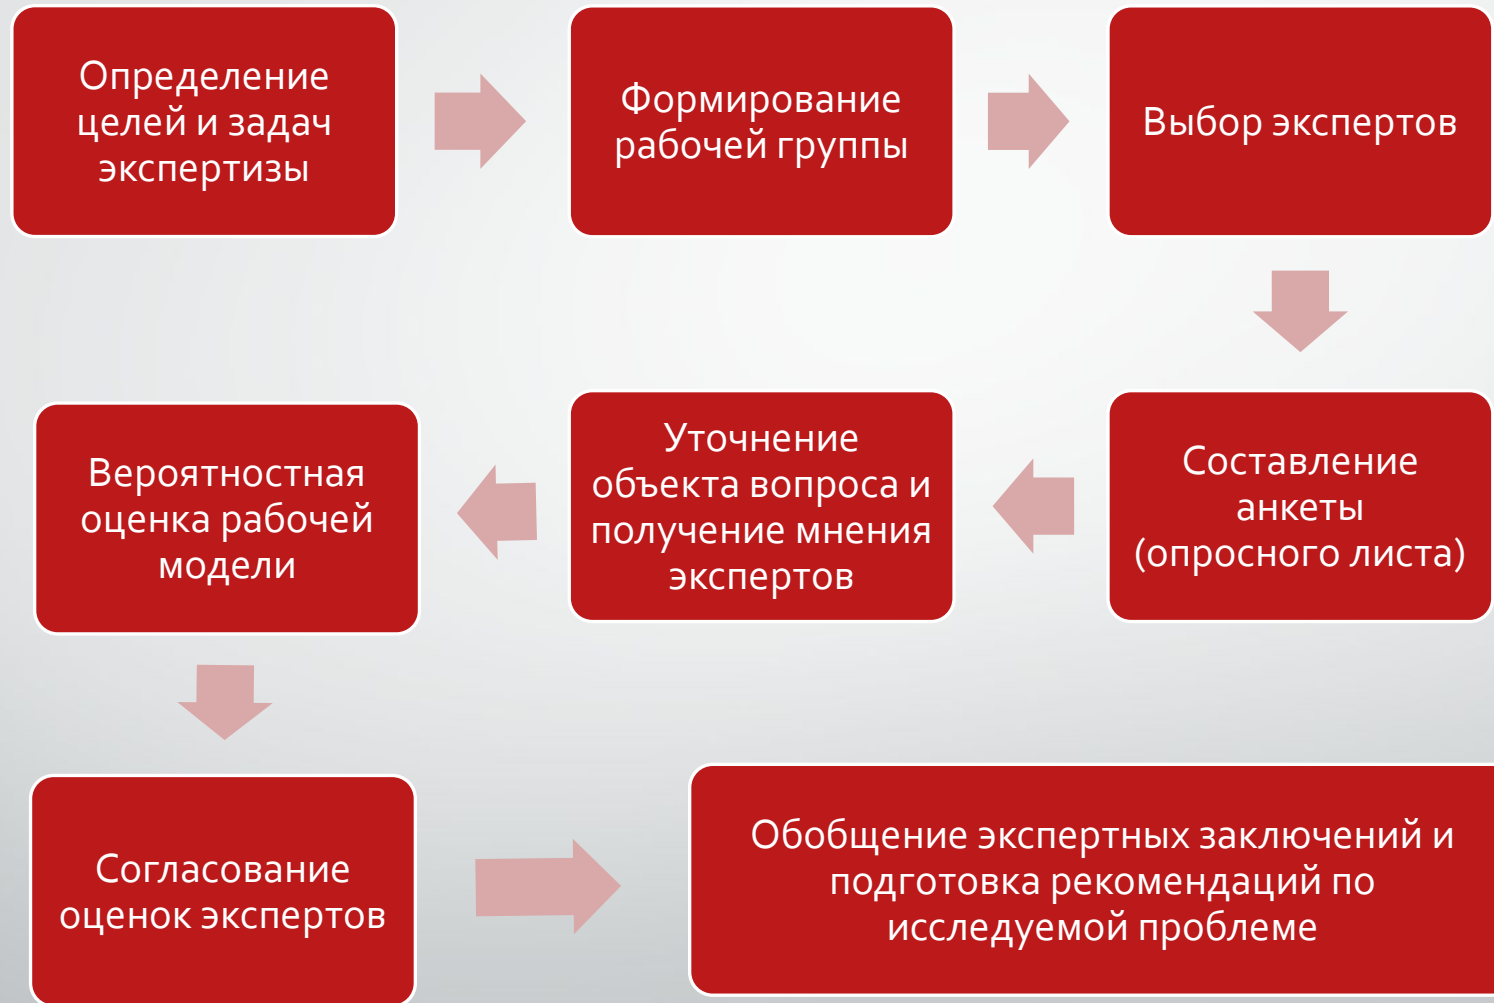 Определение
целей и задач
экспертизы
Формирование
рабочей группы
Выбор экспертов
Составление
анкеты
(опросного листа)
Уточнение
объекта вопроса и
получение мнения
экспертов
Вероятностная
оценка рабочей
модели
Согласование
оценок экспертов
Обобщение экспертных заключений и
подготовка рекомендаций по
исследуемой проблеме